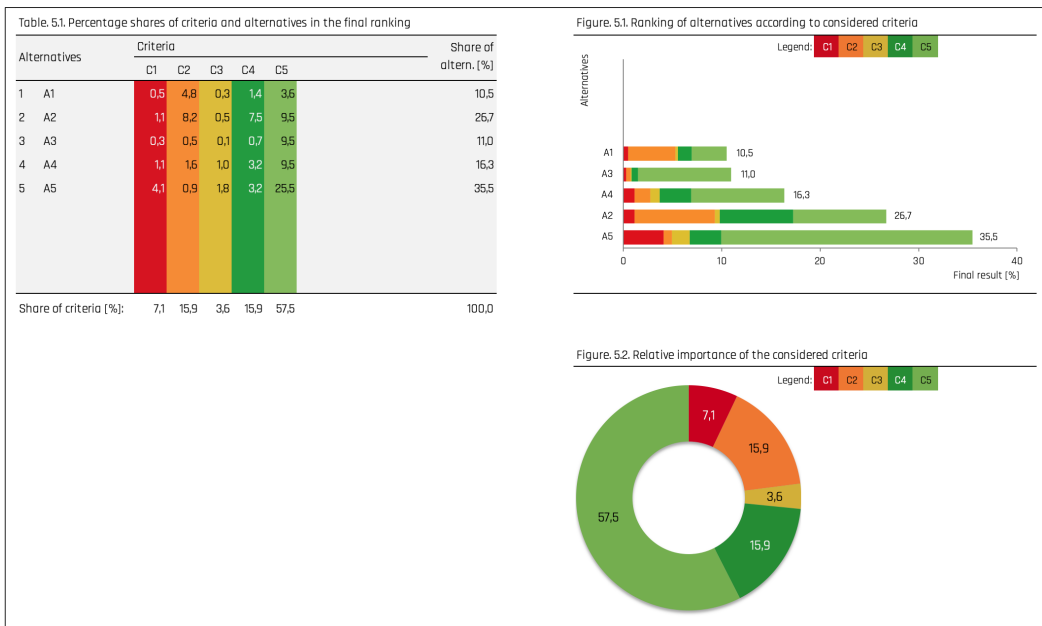 Table. 5.1. Percentage shares of criteria and alternatives in the final ranking
Alternatives Criteria Share of altern. [%]
C1 C2 C3 C4 C5
1 A1 0,5 4,8 0,3 1,4 3,6 10,5
2 A2 1,1 8,2 0,5 7,5 9,5 26,7
3 A3 0,3 0,5 0,1 0,7 9,5 11,0
4 A4 1,1 1,6 1,0 3,2 9,5 16,3
5 A5 4,1 0,9 1,8 3,2 25,5 35,5
Share of criteria [%]: 7,1 15,9 3,6 15,9 57,5 100,0
Figure. 5.1. Ranking of alternatives according to considered criteria
Legend: C1 C2 C3 C4 C5
Alternatives
A1 10,5
A3 11,0
A4 16,3
A2 26,7
A5 35,5
0 10 20 30 40
Final result [%]
Figure. 5.2. Relative importance of the considered criteria
Legend: C1 C2 C3 C4 C5
7,1
15,9
3,6
57,5
15,9